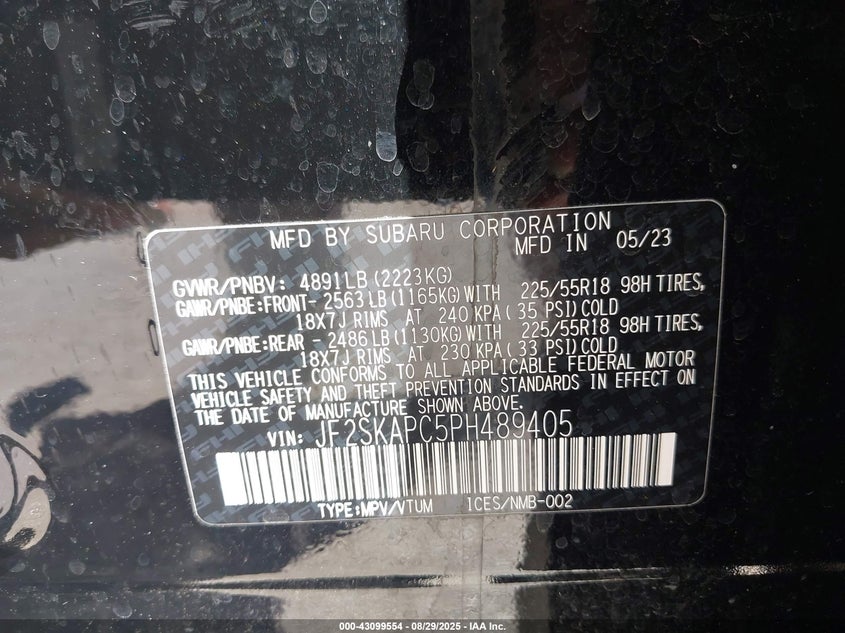 MFD BY SUBARU CORPORATION
MFD IN 05/23
GVWR/PNBV: 4891LB(2223KG)
GAWR/PNBE:FRONT- 2563LB(1165KG)WITH 225/55R18 98H TIRES,
18X7J RIMS AT 240 KPA( 35 PSI)COLD
GAWR/PNBE:REAR - 2486LB(1130KG)WITH 225/55R18 98H TIRES,
18X7J RIMS AT 230 KPA( 33 PSI)COLD
THIS VEHICLE CONFORMS TO ALL APPLICABLE FEDERAL MOTOR
VEHICLE SAFETY AND THEFT PREVENTION STANDARDS IN EFFECT ON
THE DATE OF MANUFACTURE SHOWN ABOVE.
VIN: JF2SKAPC5PH489405
TYPE:MPV/VTUM ICES/NMB-002
000-43099554 - 08/29/2025 - IAA Inc.